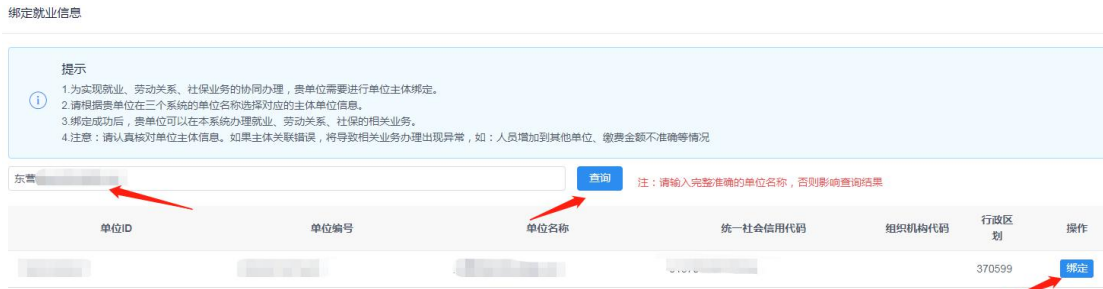 绑定就业信息
提示
1.为实现就业、劳动关系、社保业务的协同办理，贵单位需要进行单位主体绑定。
2.请根据贵单位在三个系统的单位名称选择对应的主体单位信息。
3.绑定成功后，贵单位可以在本系统办理就业、劳动关系、社保的相关业务。
4.注意：请认真核对单位主体信息。如果主体关联错误，将导致相关业务办理出现异常，如：人员增加到其他单位、缴费金额不准确等情况
东营 查询 注：请输入完整准确的单位名称，否则影响查询结果
单位ID 单位编号 单位名称 统一社会信用代码 组织机构代码 行政区划 操作
370599 绑定